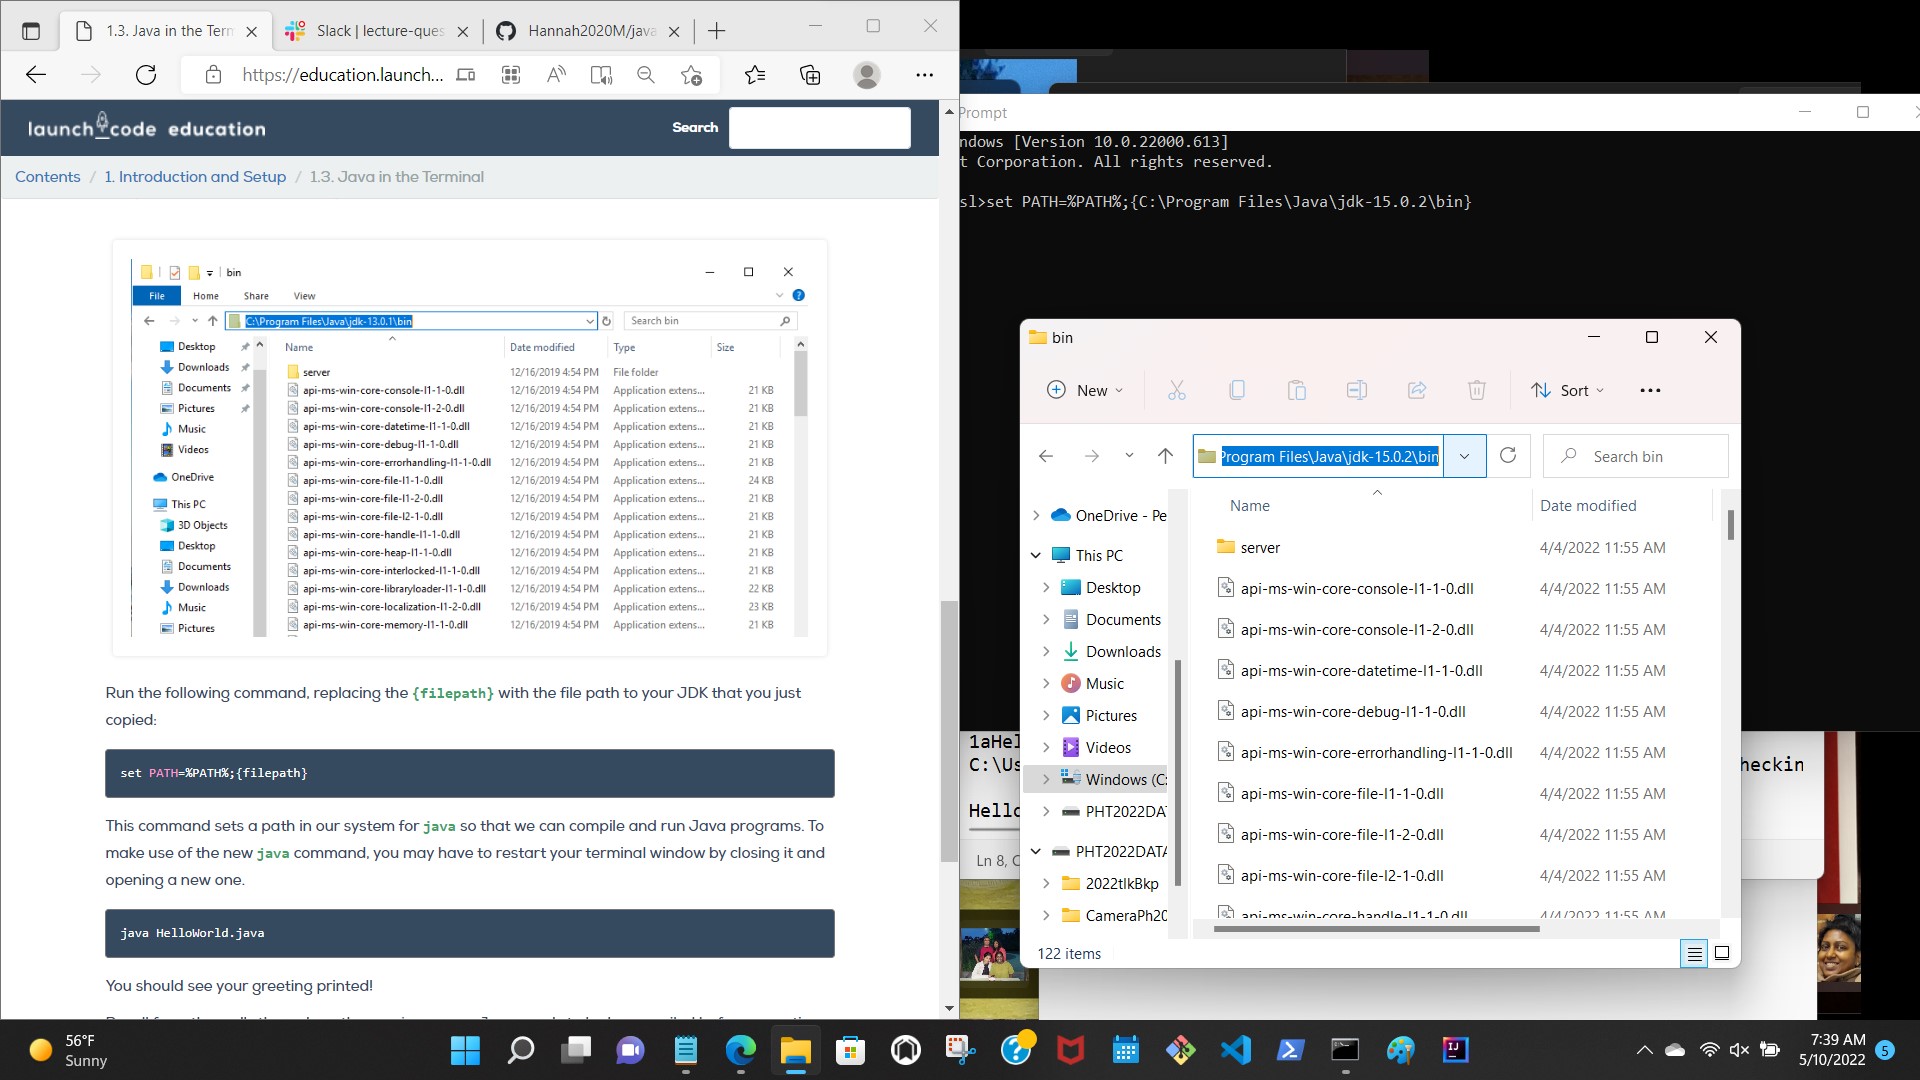 1.3. Java in the Term
Slack | lecture-ques
Hannah2020M/java
https://education.launch...
launch code education
Search
Contents / 1. Introduction and Setup / 1.3. Java in the Terminal
bin
File Home Share View
C:\Program Files\Java\jdk-13.0.1\bin
Search bin
Desktop
Downloads
Documents
Pictures
Music
Videos
OneDrive
This PC
3D Objects
Desktop
Documents
Downloads
Music
Pictures
Name Date modified Type Size
server 12/16/2019 4:54 PM File folder
api-ms-win-core-console-l1-1-0.dll 12/16/2019 4:54 PM Application extens... 21 KB
api-ms-win-core-console-l1-2-0.dll 12/16/2019 4:54 PM Application extens... 21 KB
api-ms-win-core-datetime-l1-1-0.dll 12/16/2019 4:54 PM Application extens... 21 KB
api-ms-win-core-debug-l1-1-0.dll 12/16/2019 4:54 PM Application extens... 21 KB
api-ms-win-core-errorhandling-l1-1-0.dll 12/16/2019 4:54 PM Application extens... 21 KB
api-ms-win-core-file-l1-1-0.dll 12/16/2019 4:54 PM Application extens... 24 KB
api-ms-win-core-file-l1-2-0.dll 12/16/2019 4:54 PM Application extens... 21 KB
api-ms-win-core-file-l2-1-0.dll 12/16/2019 4:54 PM Application extens... 21 KB
api-ms-win-core-handle-l1-1-0.dll 12/16/2019 4:54 PM Application extens... 21 KB
api-ms-win-core-heap-l1-1-0.dll 12/16/2019 4:54 PM Application extens... 21 KB
api-ms-win-core-interlocked-l1-1-0.dll 12/16/2019 4:54 PM Application extens... 21 KB
api-ms-win-core-libraryloader-l1-1-0.dll 12/16/2019 4:54 PM Application extens... 22 KB
api-ms-win-core-localization-l1-2-0.dll 12/16/2019 4:54 PM Application extens... 23 KB
api-ms-win-core-memory-l1-1-0.dll 12/16/2019 4:54 PM Application extens... 21 KB
Run the following command, replacing the {filepath} with the file path to your JDK that you just
copied:
set PATH=%PATH%;{filepath}
This command sets a path in our system for java so that we can compile and run Java programs. To
make use of the new java command, you may have to restart your terminal window by closing it and
opening a new one.
java HelloWorld.java
You should see your greeting printed!
Prompt
ndows [Version 10.0.22000.613]
t Corporation. All rights reserved.
sl>set PATH=%PATH%;{C:\Program Files\Java\jdk-15.0.2\bin}
bin
New
Sort
Program Files\Java\jdk-15.0.2\bin
Search bin
OneDrive - Pe
This PC
Desktop
Documents
Downloads
Music
Pictures
Videos
Windows (C:
PHT2022DAT
PHT2022DATA
2022tlkBkp
CameraPh20
Name Date modified
server 4/4/2022 11:55 AM
api-ms-win-core-console-l1-1-0.dll 4/4/2022 11:55 AM
api-ms-win-core-console-l1-2-0.dll 4/4/2022 11:55 AM
api-ms-win-core-datetime-l1-1-0.dll 4/4/2022 11:55 AM
api-ms-win-core-debug-l1-1-0.dll 4/4/2022 11:55 AM
api-ms-win-core-errorhandling-l1-1-0.dll 4/4/2022 11:55 AM
api-ms-win-core-file-l1-1-0.dll 4/4/2022 11:55 AM
api-ms-win-core-file-l1-2-0.dll 4/4/2022 11:55 AM
api-ms-win-core-file-l2-1-0.dll 4/4/2022 11:55 AM
api-ms-win-core-handle-l1-1-0.dll 4/4/2022 11:55 AM
122 items
1aHel
C:\Us
heckin
Hello
Ln 8, C
56°F
Sunny
7:39 AM
5/10/2022
5